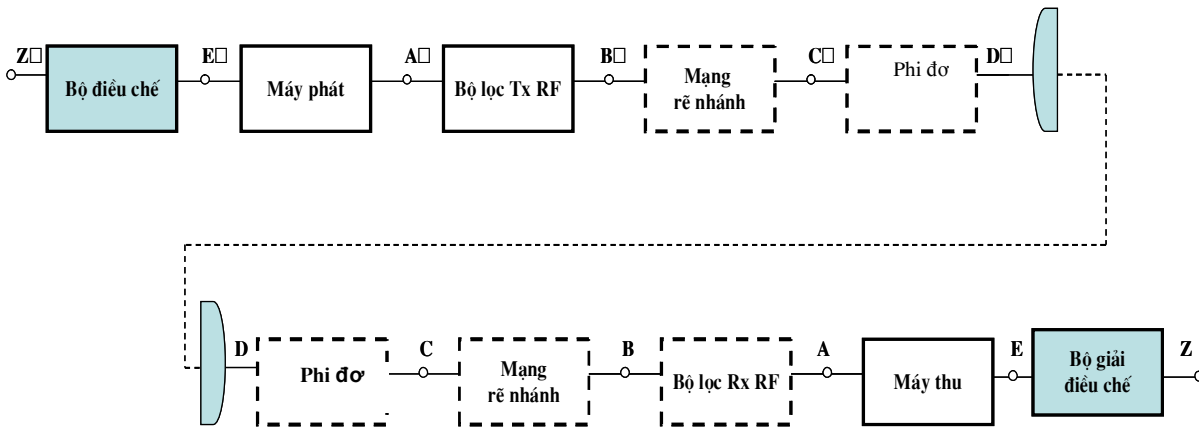 Z□
E□
A□
B□
C□
D□
Bộ điều chế
Máy phát
Bộ lọc Tx RF
Mạng
rẽ nhánh
Phi đơ
D
C
B
A
E
Z
Phi đơ
Mạng
rẽ nhánh
Bộ lọc Rx RF
Máy thu
Bộ giải
điều chế